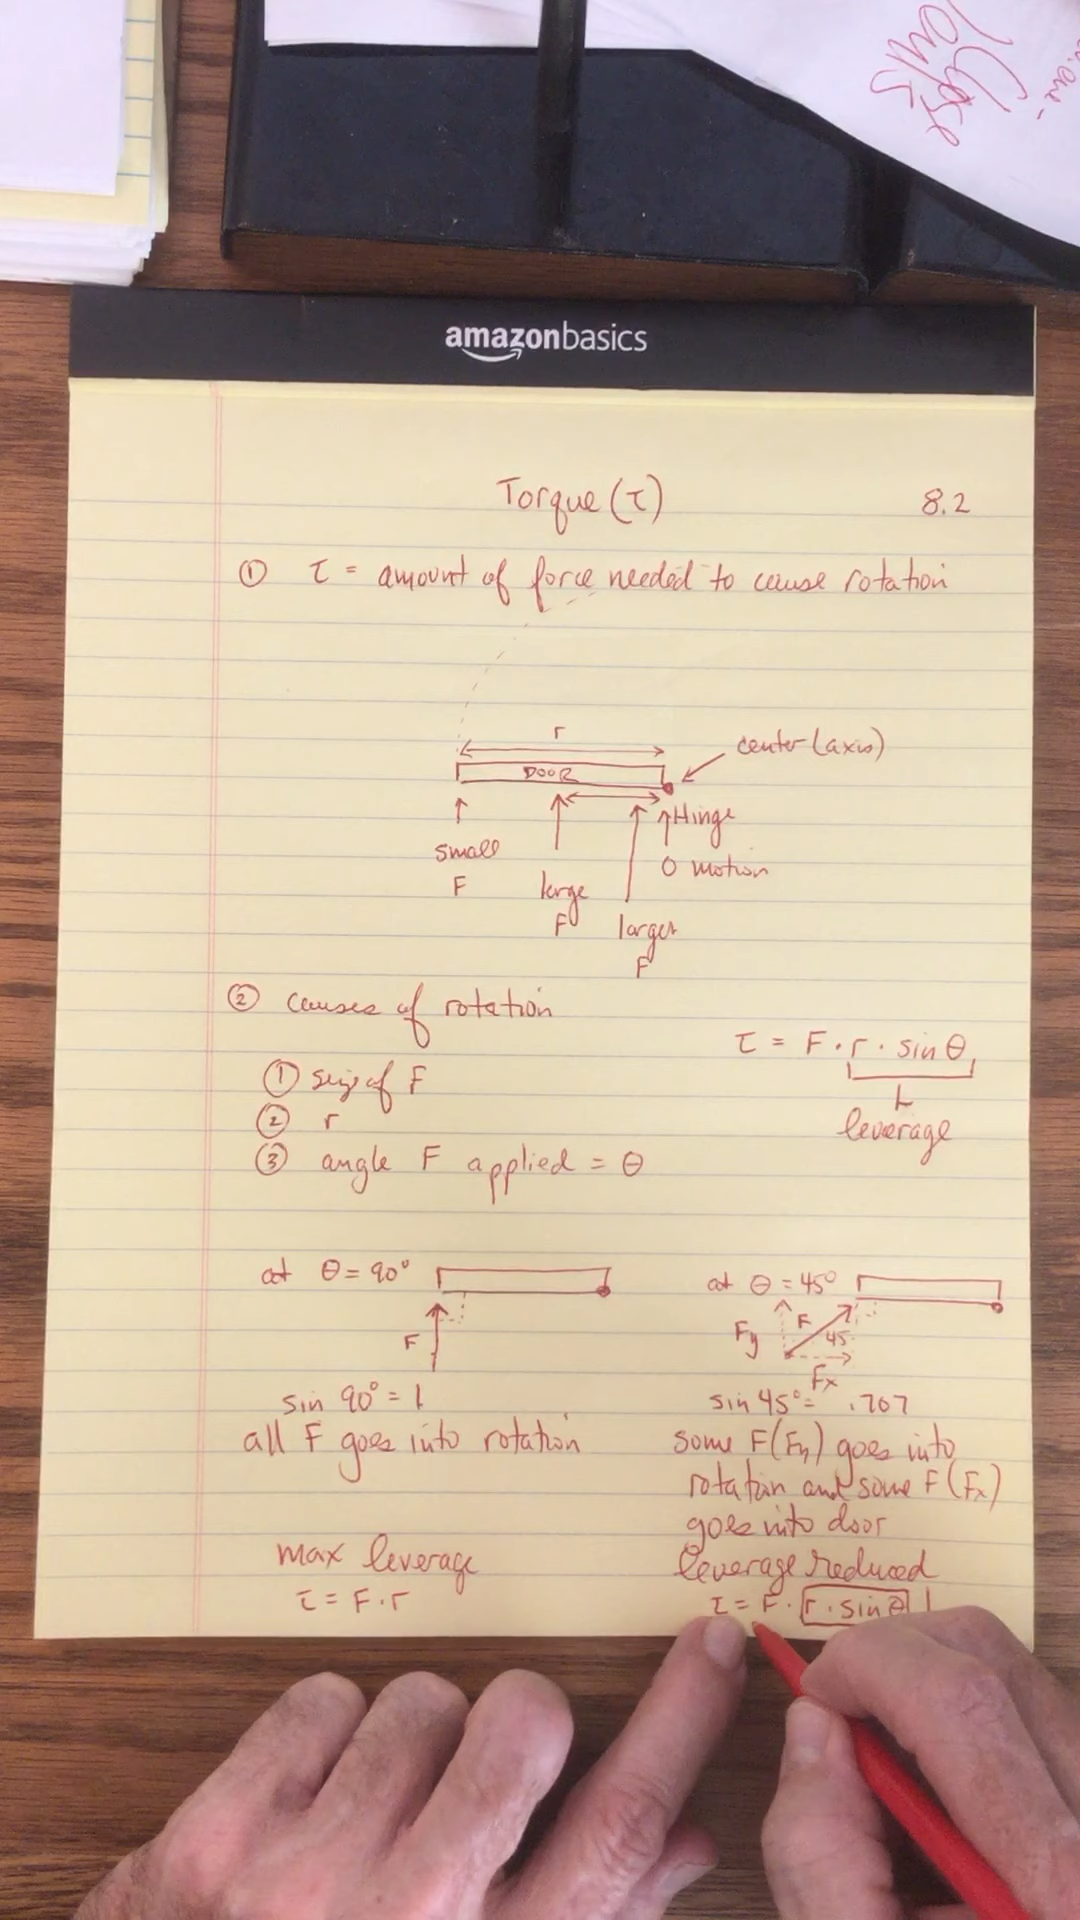 Close
amazonbasics
Torque (τ) 8.2
① τ = amount of force needed to cause rotation
r
center (axis)
DOOR
Hinge
small F
large F
larger F
0 motion
② causes of rotation
τ = F · r · sin θ
leverage
① size of F
② r
③ angle F applied = θ
at θ = 90°
F
sin 90° = 1
all F goes into rotation
max leverage
τ = F · r
at θ = 45°
Fy
F
45
Fx
sin 45° = .707
some F (Fy) goes into
rotation and some F (Fx)
goes into door
leverage reduced
τ = F · r · sin θ